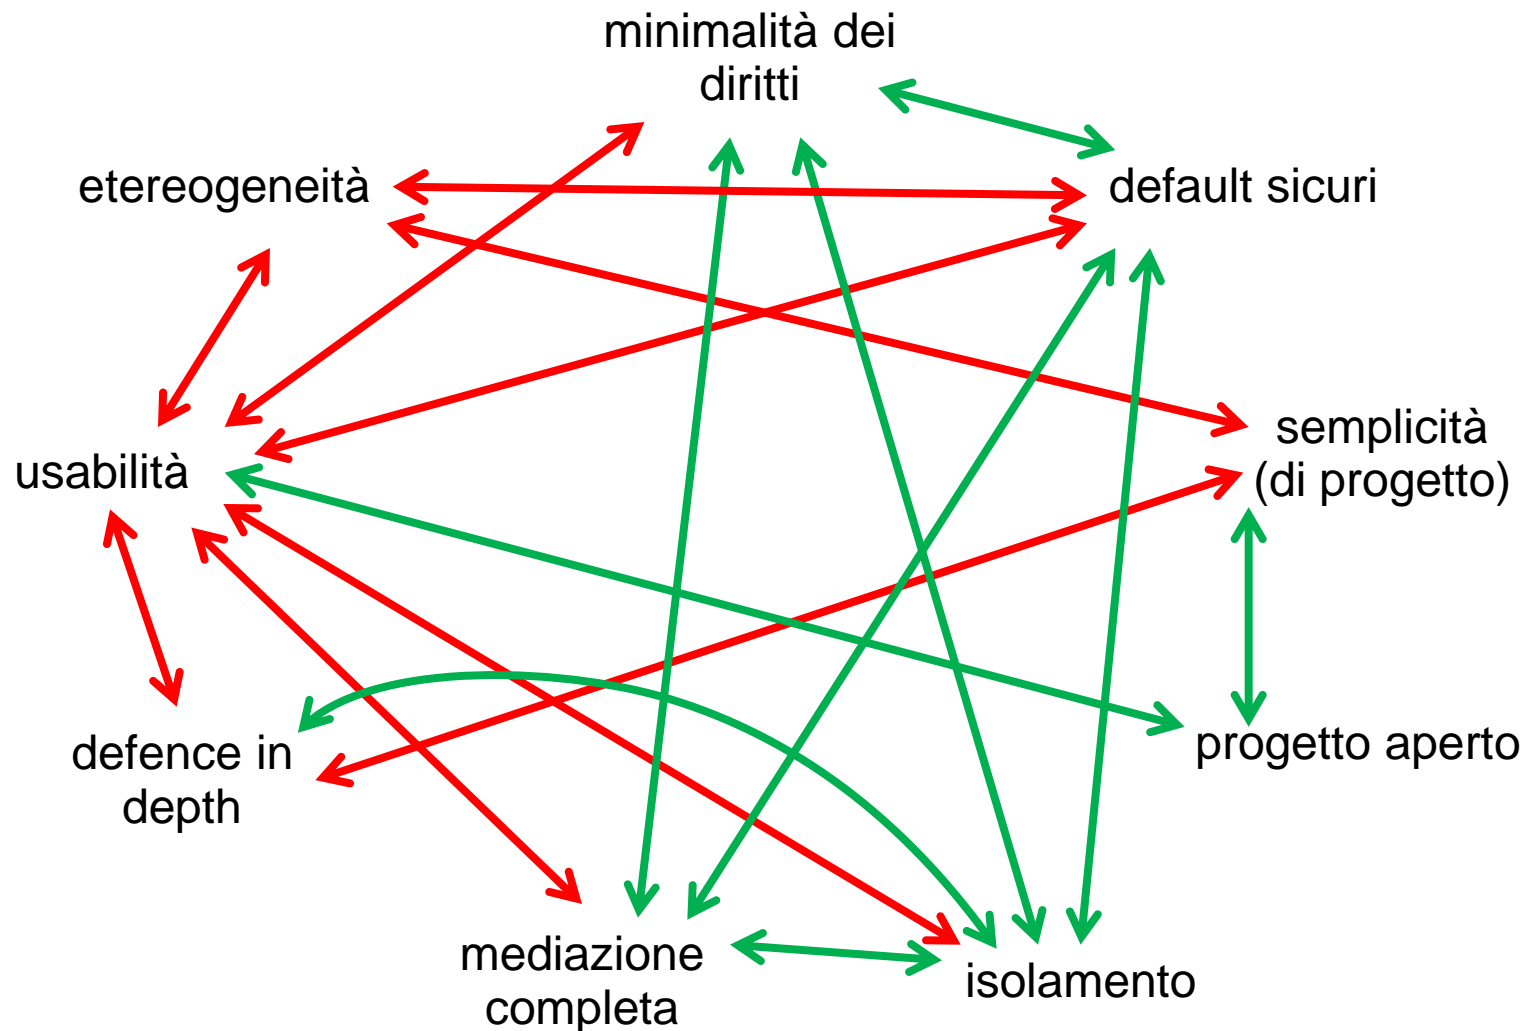 minimalità dei
diritti
etereogeneità
default sicuri
semplicità
(di progetto)
usabilità
progetto aperto
defence in
depth
mediazione
completa
isolamento